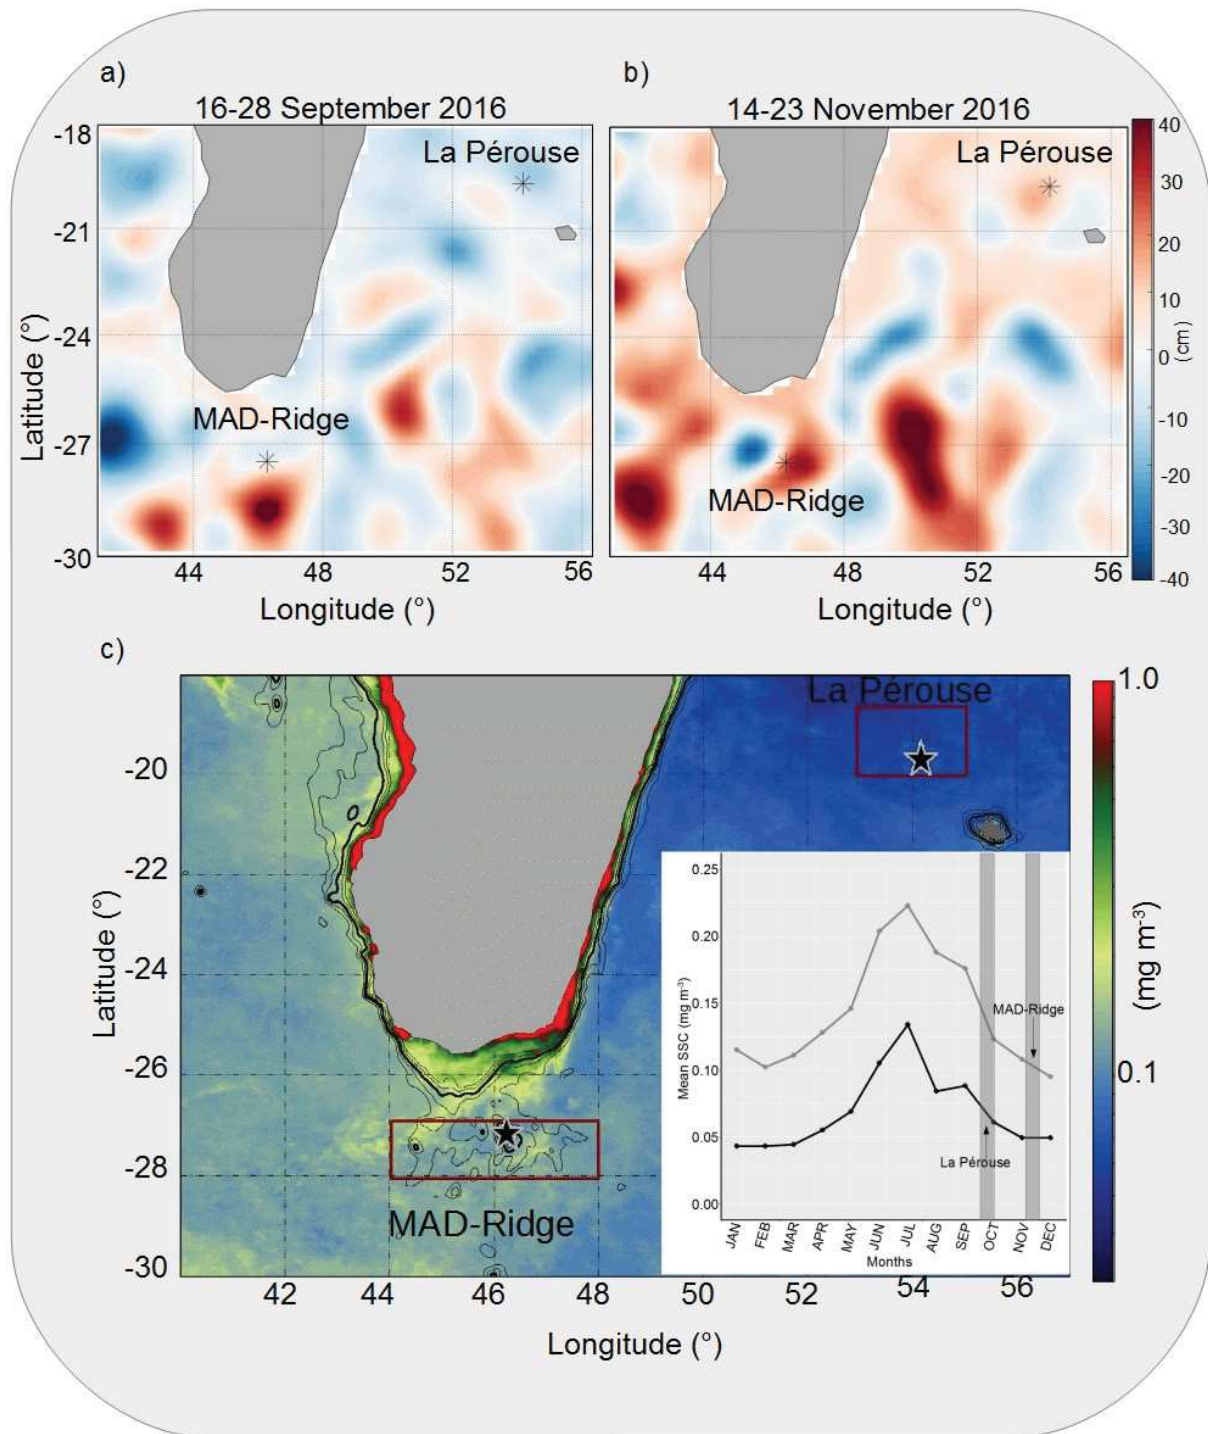 a)
16-28 September 2016
La Pérouse
MAD-Ridge
-18
-21
-24
-27
-30
Latitude (°)
44
48
52
56
Longitude (°)
b)
14-23 November 2016
La Pérouse
MAD-Ridge
44
48
52
56
Longitude (°)
40
30
20
10
0
-10
-20
-30
-40
(cm)
c)
La Pérouse
MAD-Ridge
-20
-22
-24
-26
-28
-30
Latitude (°)
42
44
46
48
50
52
54
56
Longitude (°)
1.0
0.1
(mg m-³)
0.25
0.20
0.15
0.10
0.05
0.00
Mean SSC (mg m-³)
MAD-Ridge
La Pérouse
JAN
FEB
MAR
APR
MAY
JUN
JUL
AUG
SEP
OCT
NOV
DEC
Months